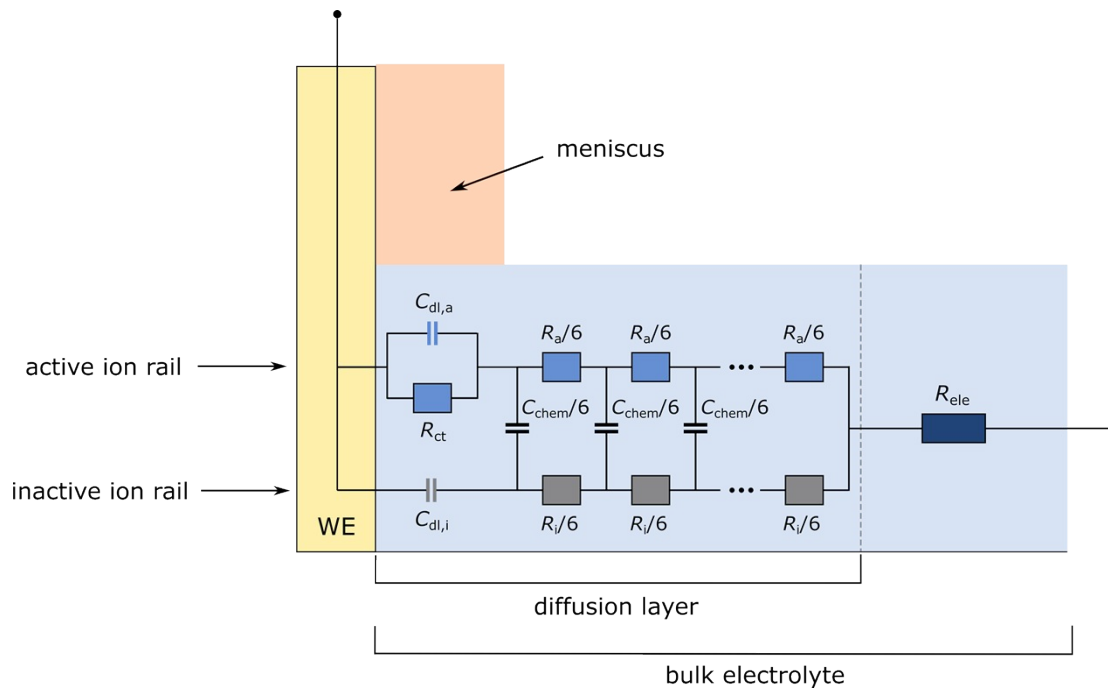 meniscus
C_dl,a
R_a/6 R_a/6 R_a/6
active ion rail
R_ct
C_chem/6 C_chem/6 C_chem/6
R_ele
inactive ion rail
WE
C_dl,i
R_i/6 R_i/6 R_i/6
diffusion layer
bulk electrolyte